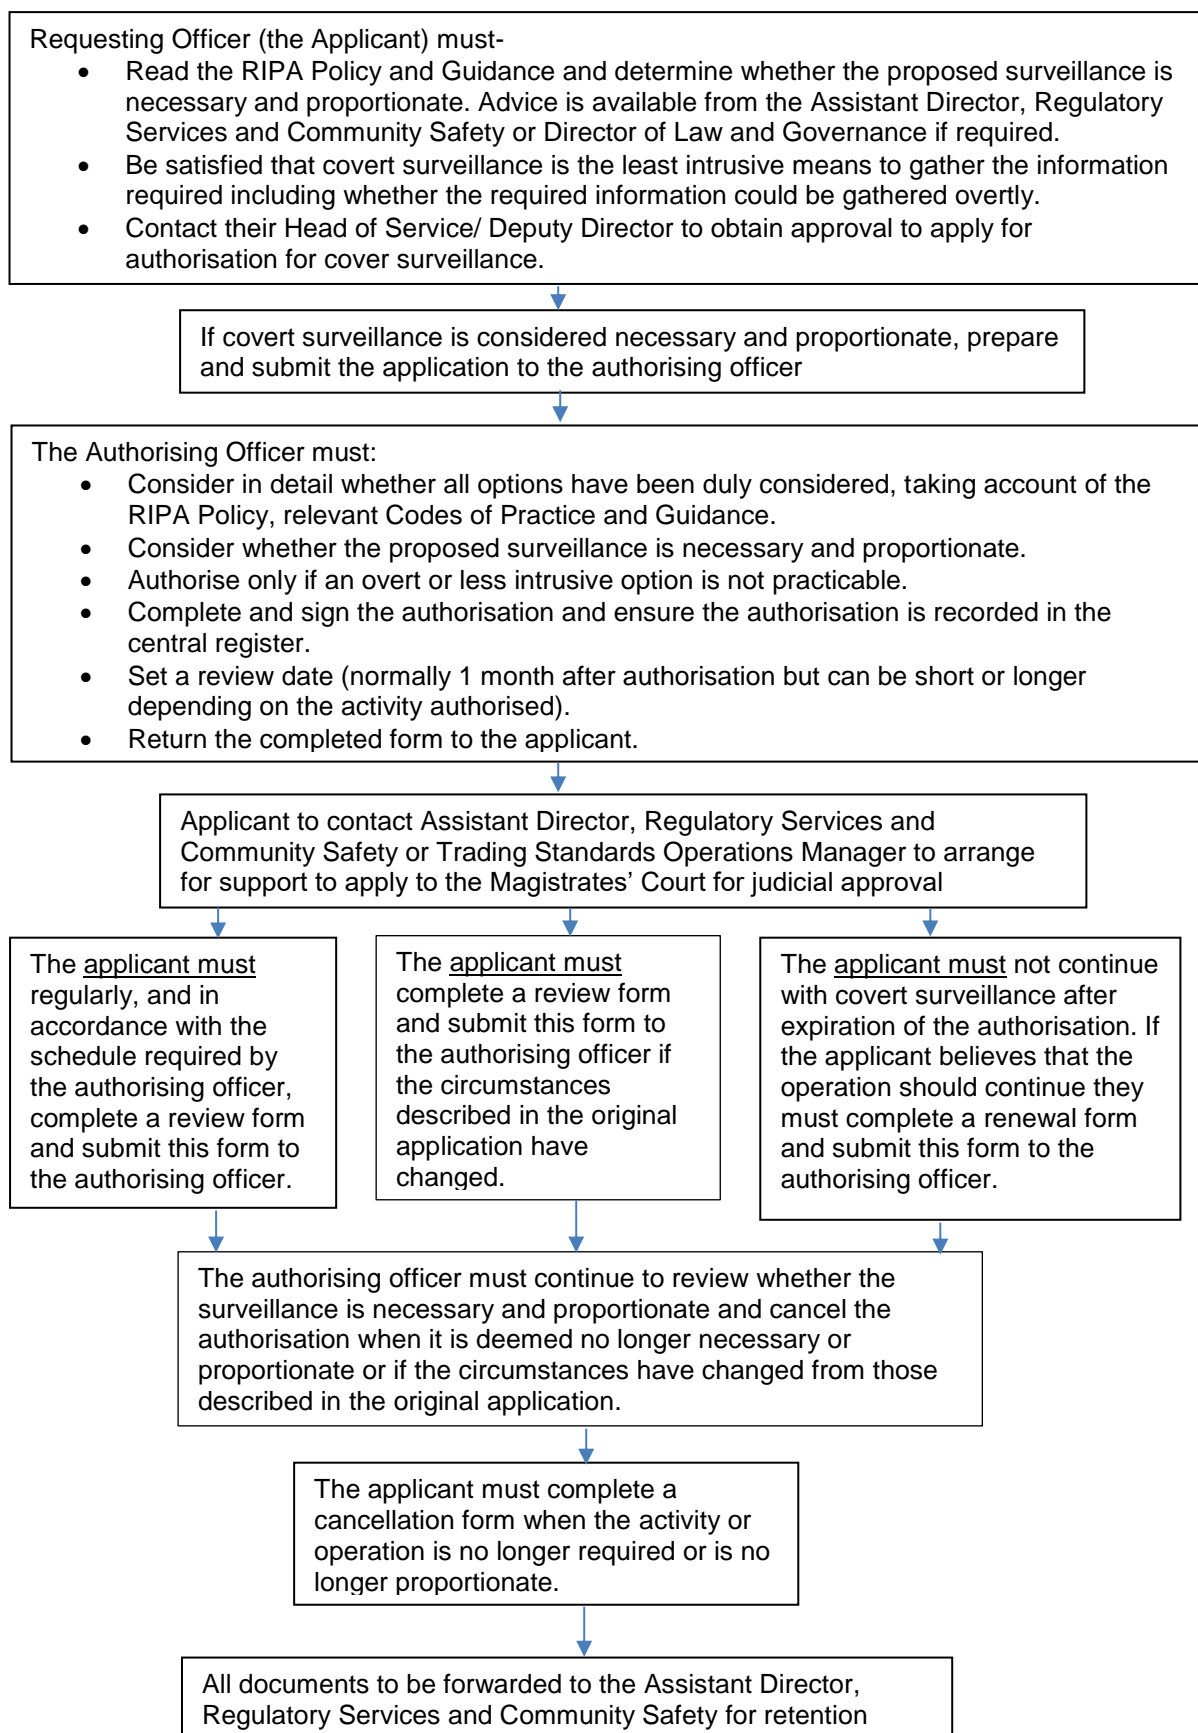 Requesting Officer (the Applicant) must-
• Read the RIPA Policy and Guidance and determine whether the proposed surveillance is
necessary and proportionate. Advice is available from the Assistant Director, Regulatory
Services and Community Safety or Director of Law and Governance if required.
• Be satisfied that covert surveillance is the least intrusive means to gather the information
required including whether the required information could be gathered overtly.
• Contact their Head of Service/ Deputy Director to obtain approval to apply for
authorisation for cover surveillance.
If covert surveillance is considered necessary and proportionate, prepare
and submit the application to the authorising officer
The Authorising Officer must:
• Consider in detail whether all options have been duly considered, taking account of the
RIPA Policy, relevant Codes of Practice and Guidance.
• Consider whether the proposed surveillance is necessary and proportionate.
• Authorise only if an overt or less intrusive option is not practicable.
• Complete and sign the authorisation and ensure the authorisation is recorded in the
central register.
• Set a review date (normally 1 month after authorisation but can be short or longer
depending on the activity authorised).
• Return the completed form to the applicant.
Applicant to contact Assistant Director, Regulatory Services and
Community Safety or Trading Standards Operations Manager to arrange
for support to apply to the Magistrates’ Court for judicial approval
The applicant must
regularly, and in
accordance with the
schedule required by
the authorising officer,
complete a review form
and submit this form to
the authorising officer.
The applicant must
complete a review form
and submit this form to
the authorising officer if
the circumstances
described in the original
application have
changed.
The applicant must not continue
with covert surveillance after
expiration of the authorisation. If
the applicant believes that the
operation should continue they
must complete a renewal form
and submit this form to the
authorising officer.
The authorising officer must continue to review whether the
surveillance is necessary and proportionate and cancel the
authorisation when it is deemed no longer necessary or
proportionate or if the circumstances have changed from those
described in the original application.
The applicant must complete a
cancellation form when the activity or
operation is no longer required or is no
longer proportionate.
All documents to be forwarded to the Assistant Director,
Regulatory Services and Community Safety for retention